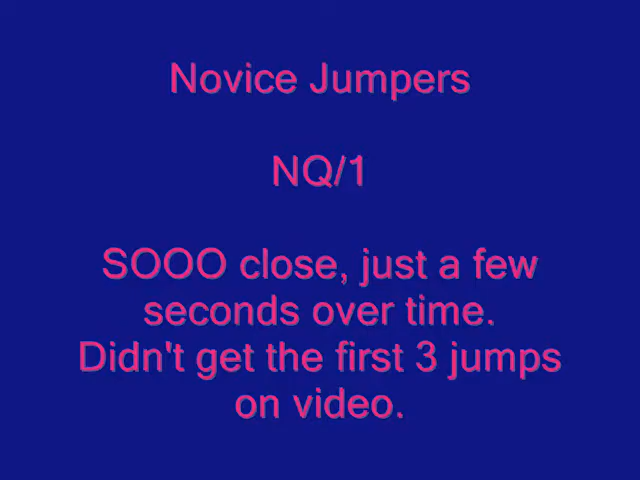 Novice Jumpers
NQ/1
SOOO close, just a few
seconds over time.
Didn't get the first 3 jumps
on video.